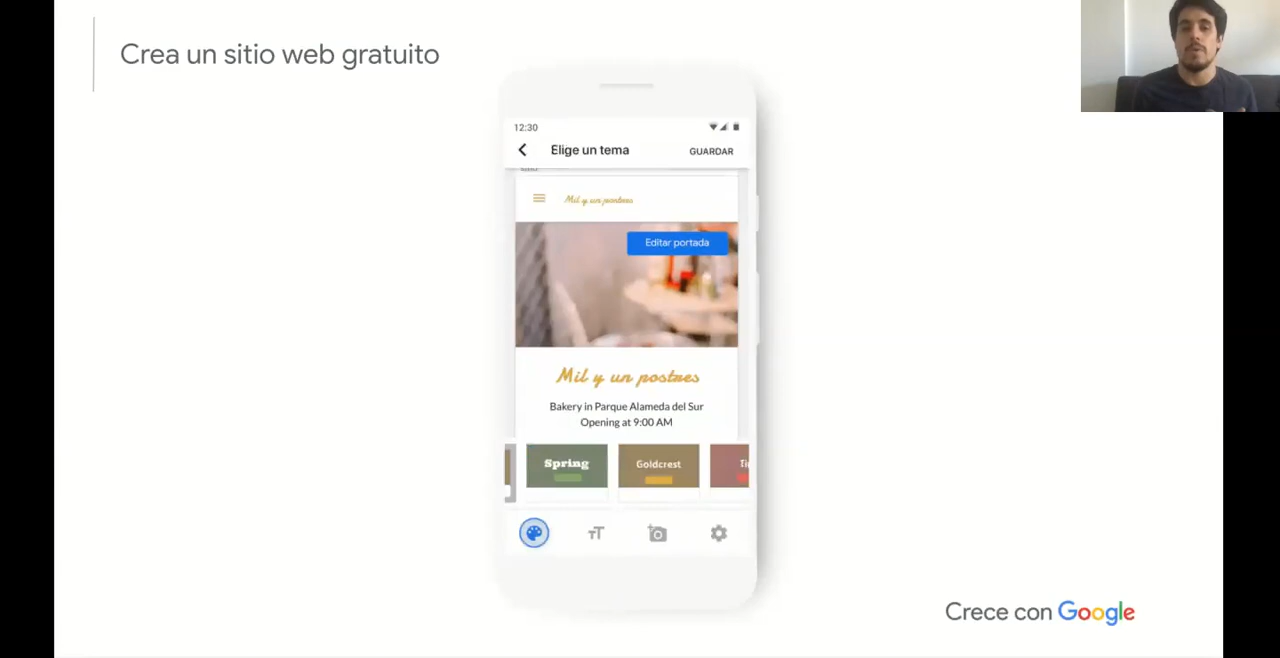 Crea un sitio web gratuito
12:30
Elige un tema
GUARDAR
Mil y un postres
Editar portada
Mil y un postres
Bakery in Parque Alameda del Sur
Opening at 9:00 AM
Spring
Goldcrest
Crece con Google